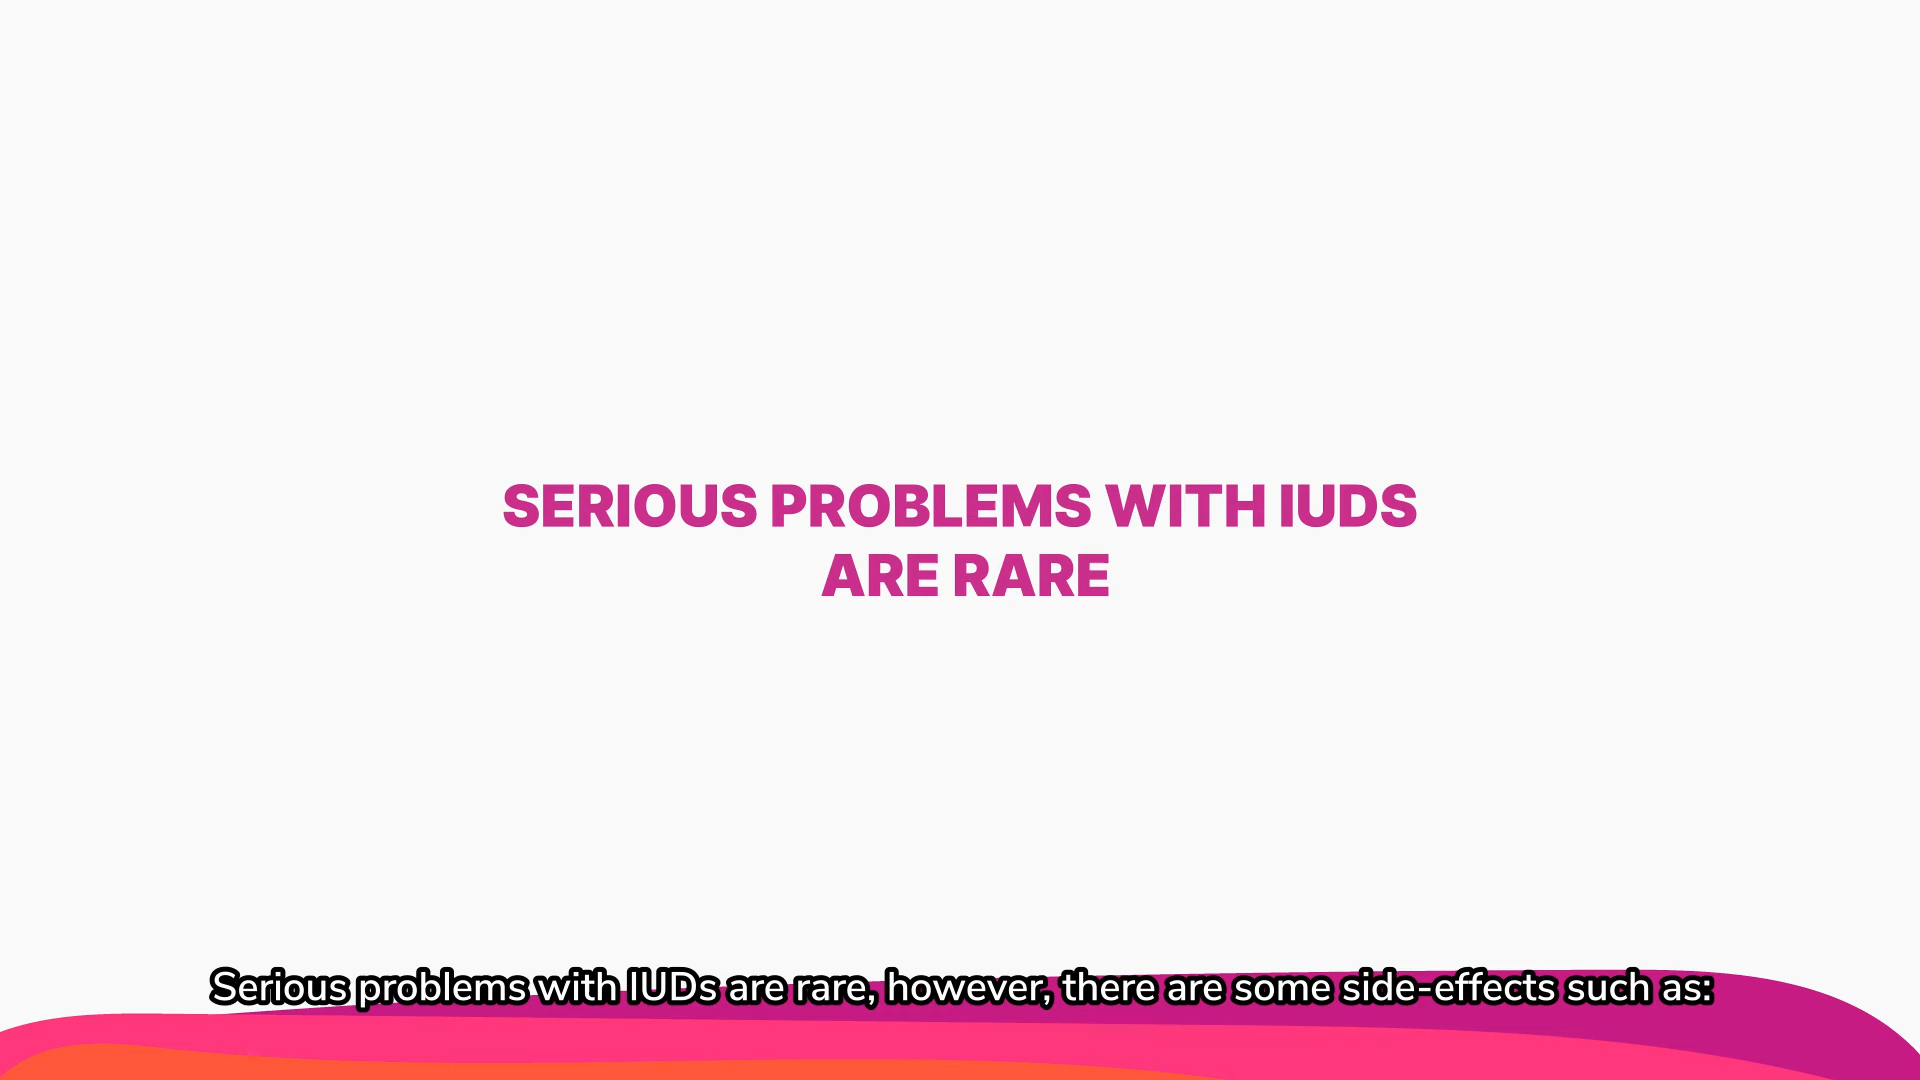 SERIOUS PROBLEMS WITH IUDS
ARE RARE
Serious problems with IUDs are rare, however, there are some side-effects such as: